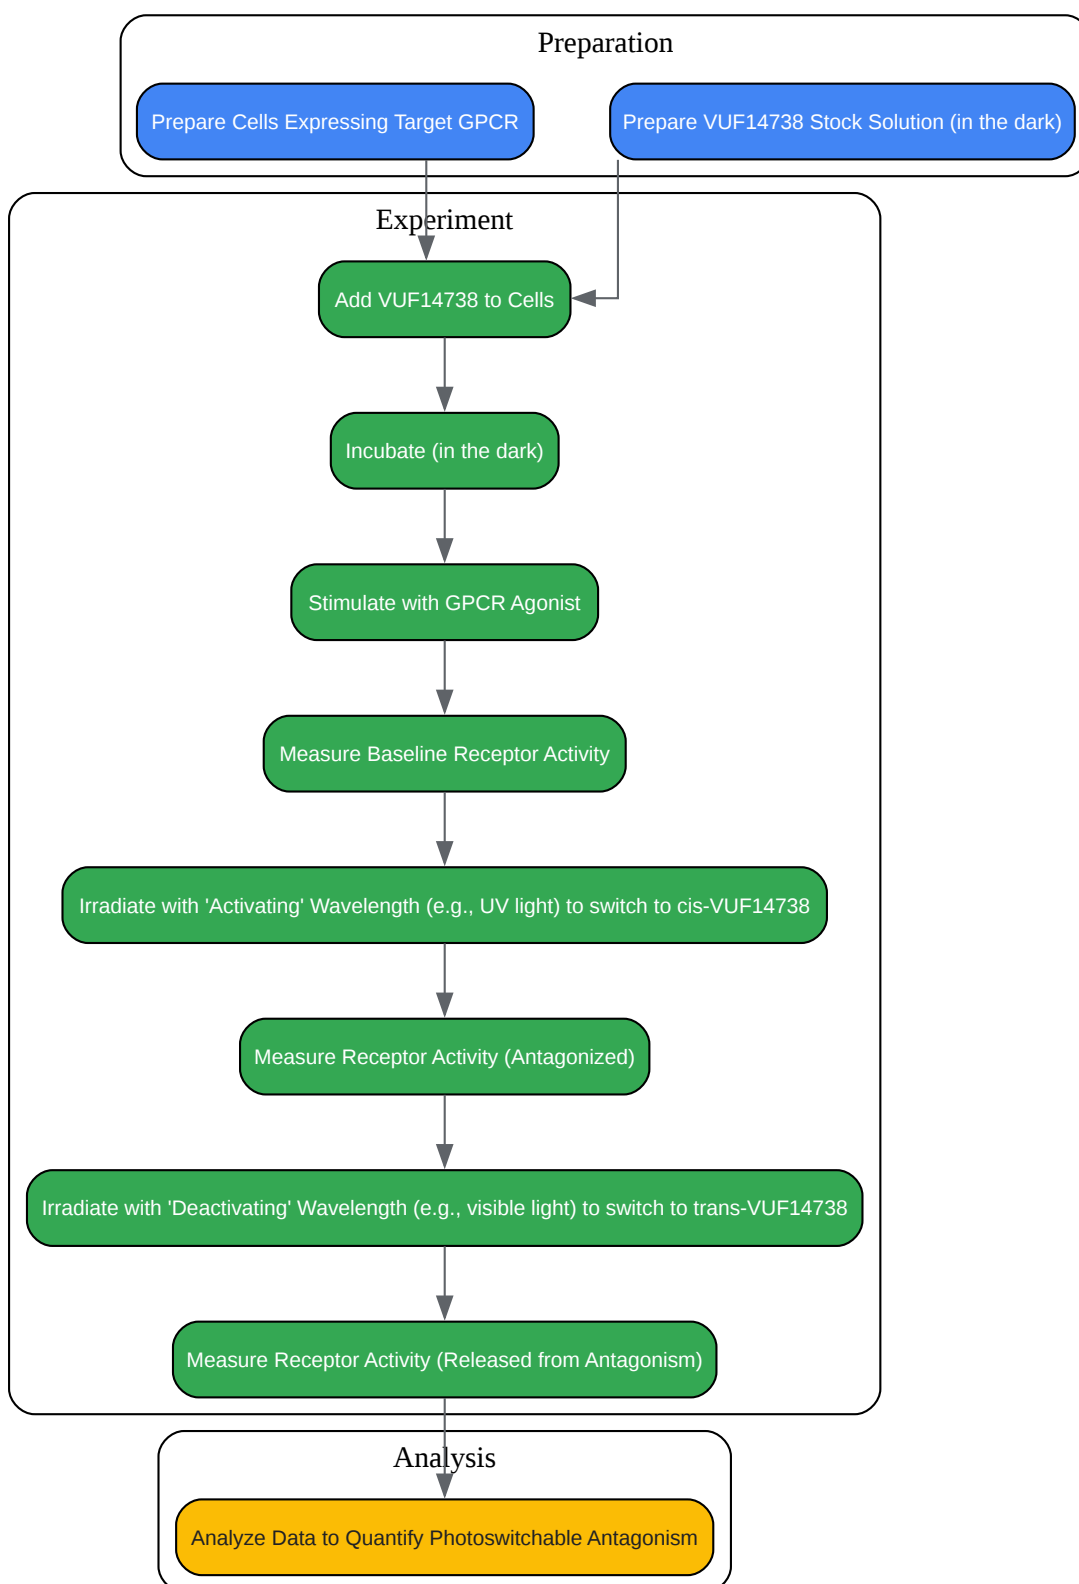 Preparation
Prepare Cells Expressing Target GPCR
Prepare VUF14738 Stock Solution (in the dark)
Experiment
Add VUF14738 to Cells
Incubate (in the dark)
Stimulate with GPCR Agonist
Measure Baseline Receptor Activity
Irradiate with 'Activating' Wavelength (e.g., UV light) to switch to cis-VUF14738
Measure Receptor Activity (Antagonized)
Irradiate with 'Deactivating' Wavelength (e.g., visible light) to switch to trans-VUF14738
Measure Receptor Activity (Released from Antagonism)
Analysis
Analyze Data to Quantify Photoswitchable Antagonism